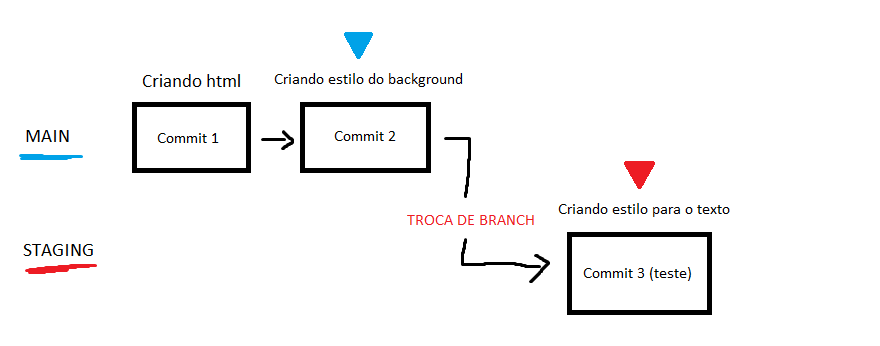 Criando html
Criando estilo do background
MAIN
Commit 1
Commit 2
TROCA DE BRANCH
Criando estilo para o texto
STAGING
Commit 3 (teste)